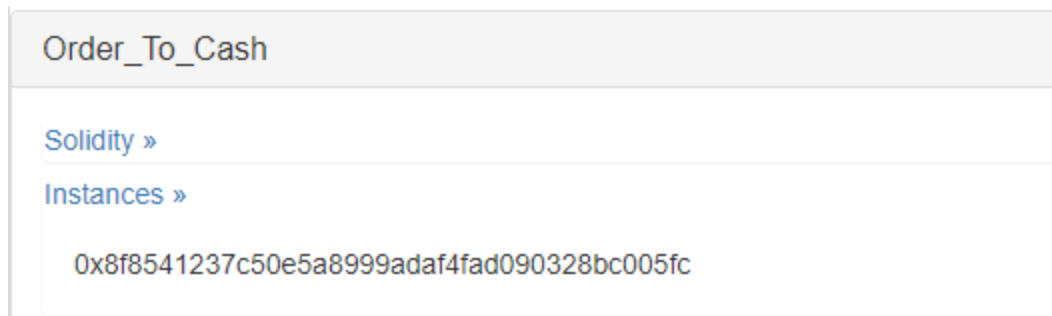 Order_To_Cash
Solidity »
Instances »
0x8f8541237c50e5a8999adaf4fad090328bc005fc